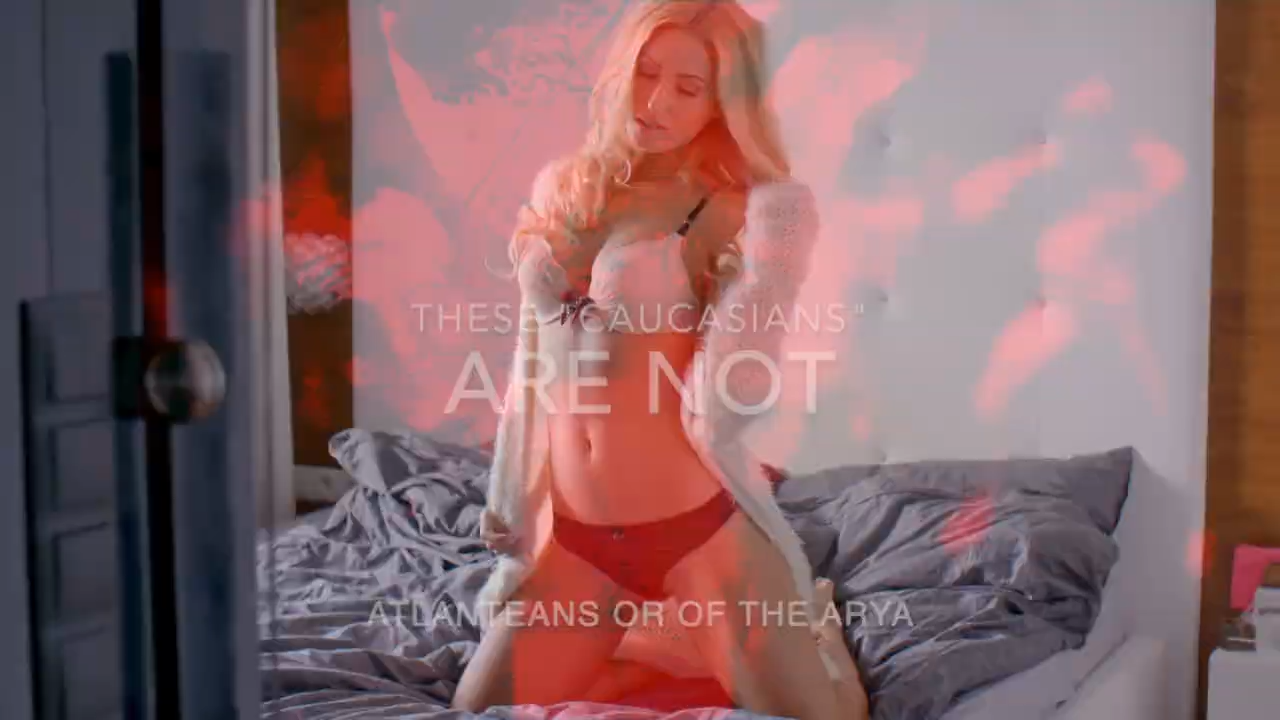 THESE "CAUCASIANS"
ARE NOT
ATLANTEANS OR OF THE ARYA